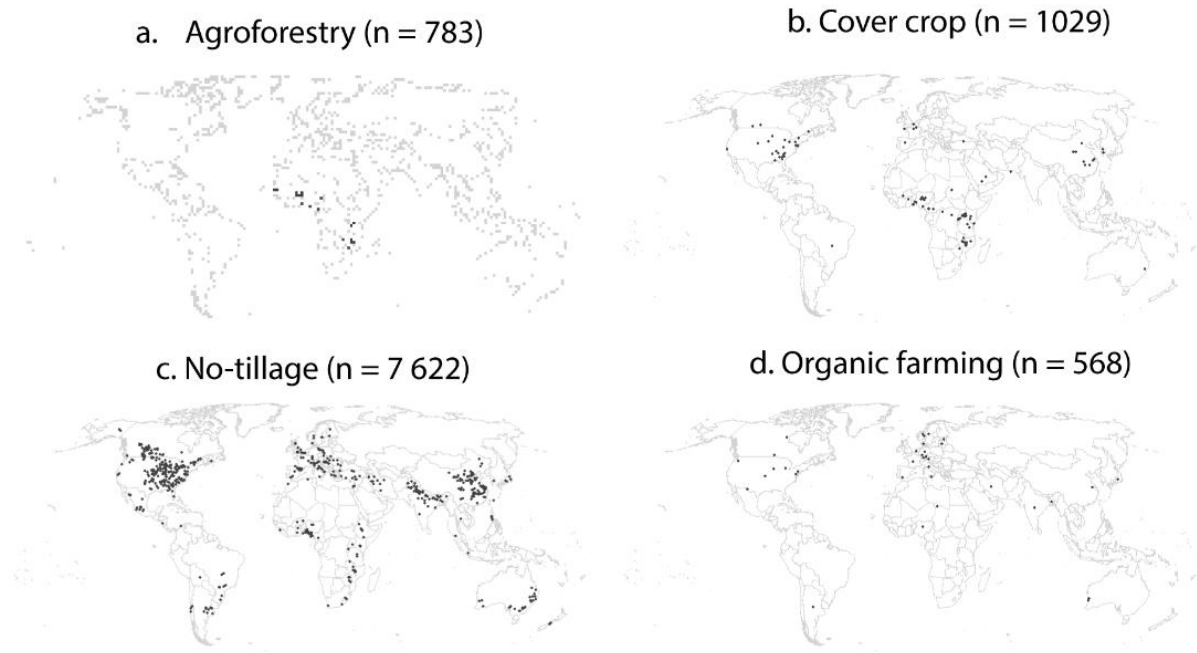 a. Agroforestry (n = 783)
b. Cover crop (n = 1029)
c. No-tillage (n = 7 622)
d. Organic farming (n = 568)